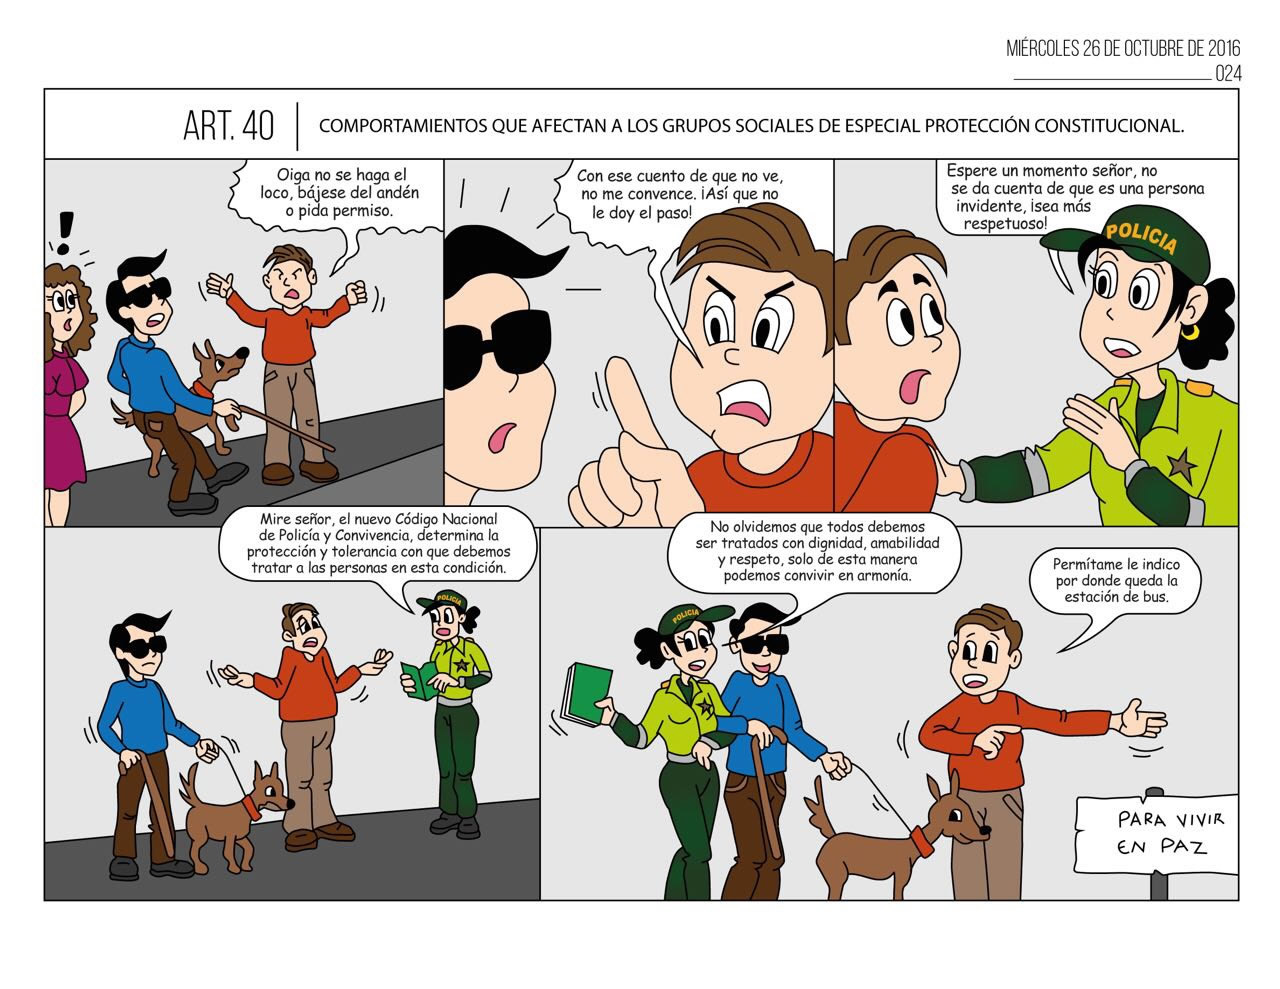 MIÉRCOLES 26 DE OCTUBRE DE 2016
024
ART. 40
COMPORTAMIENTOS QUE AFECTAN A LOS GRUPOS SOCIALES DE ESPECIAL PROTECCIÓN CONSTITUCIONAL.
Oiga no se haga el
loco, bájese del andén
o pida permiso.
!
Con ese cuento de que no ve,
no me convence. ¡Así que no
le doy el paso!
Espere un momento señor, no
se da cuenta de que es una persona
invidente, ¡sea más
respetuoso!
POLICIA
Mire señor, el nuevo Código Nacional
de Policía y Convivencia, determina la
protección y tolerancia con que debemos
tratar a las personas en esta condición.
POLICIA
No olvidemos que todos debemos
ser tratados con dignidad, amabilidad
y respeto, solo de esta manera
podemos convivir en armonía.
POLICIA
Permítame le indico
por donde queda la
estación de bus.
PARA VIVIR
EN PAZ